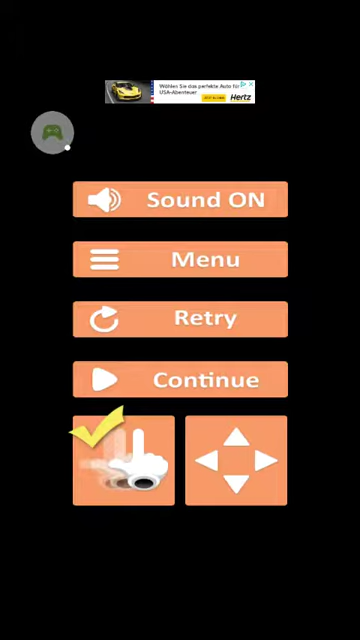 Wählen Sie das perfekte Auto für
USA-Abenteuer
Hertz
Sound ON
Menu
Retry
Continue